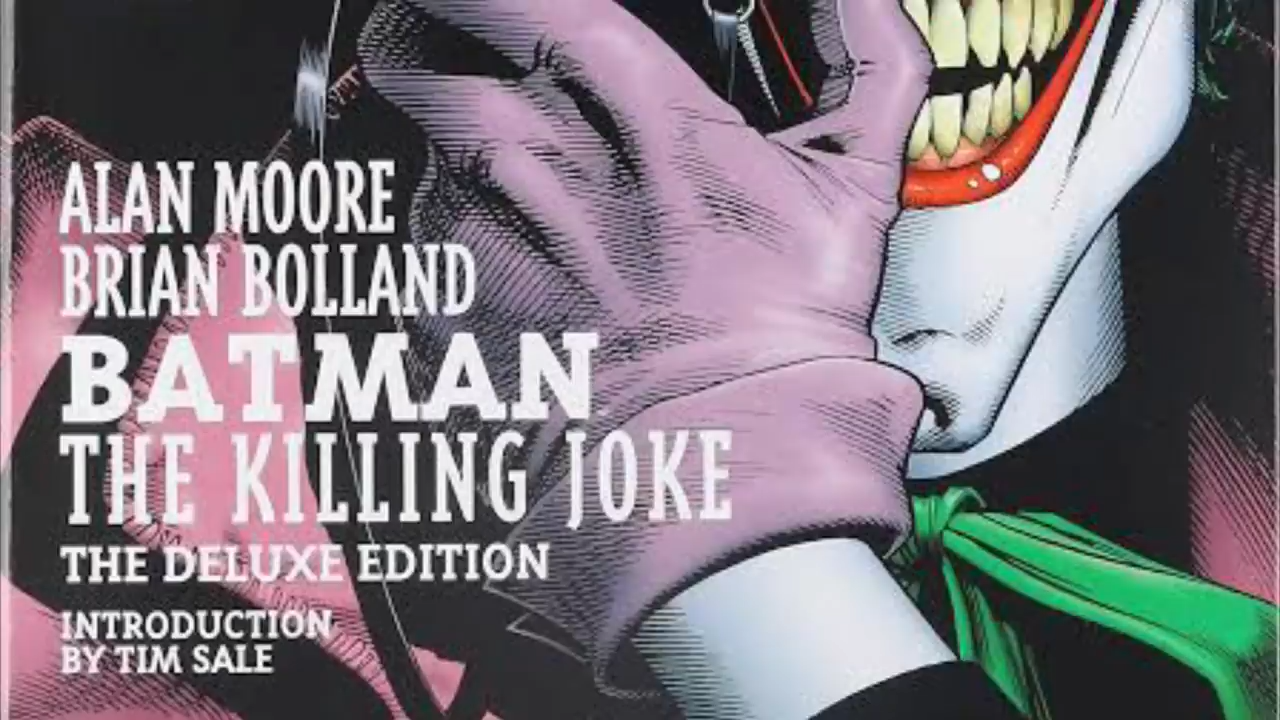 ALAN MOORE
BRIAN BOLLAND
BATMAN
THE KILLING JOKE
THE DELUXE EDITION
INTRODUCTION
BY TIM SALE